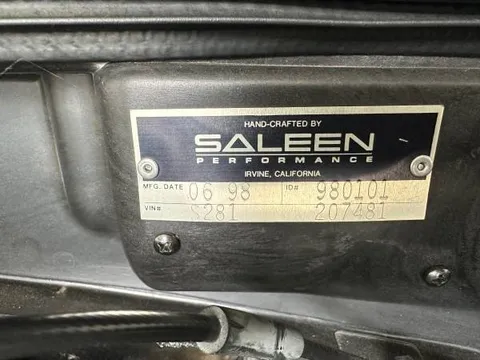 HAND-CRAFTED BY
SALEEN
PERFORMANCE
IRVINE, CALIFORNIA
MFG. DATE 06 98 ID# 980101
VIN# S281 207481